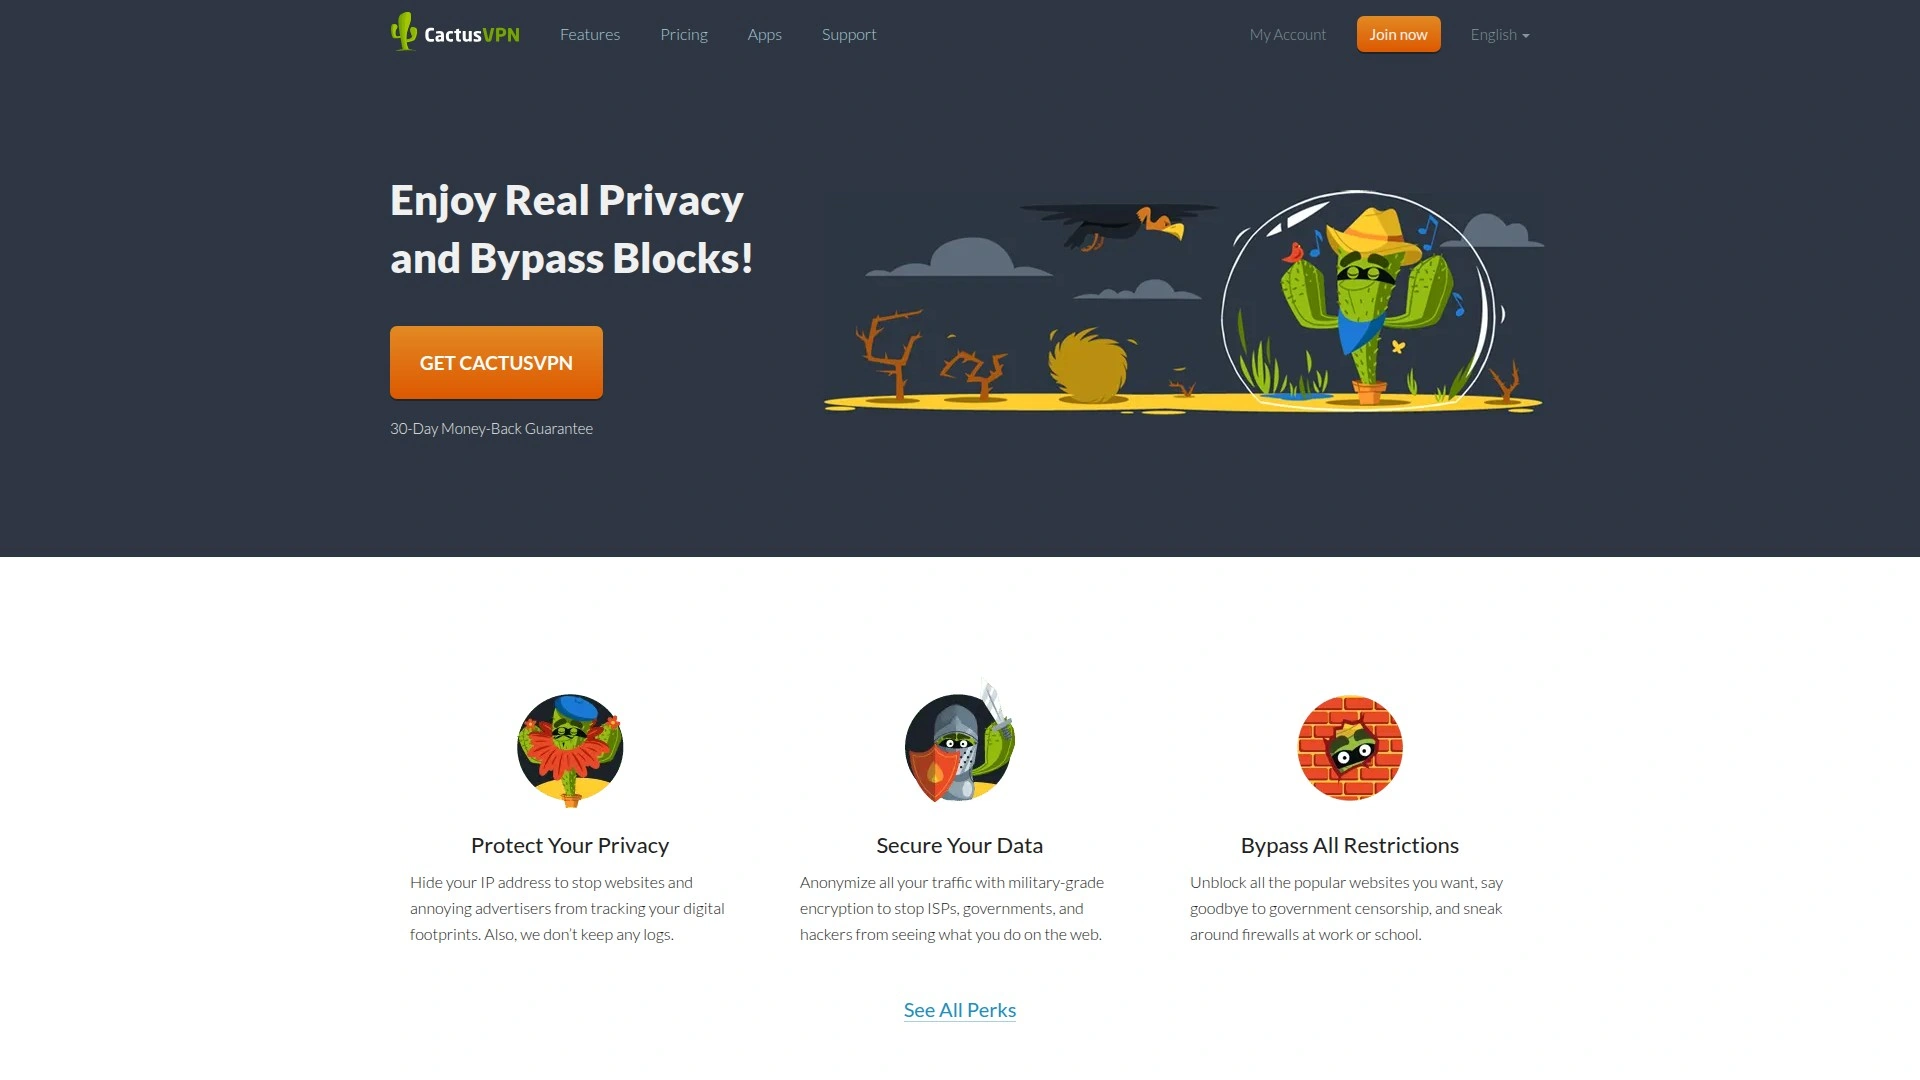 CactusVPN
Features
Pricing
Apps
Support
My Account
Join now
English
Enjoy Real Privacy
and Bypass Blocks!
GET CACTUSVPN
30-Day Money-Back Guarantee
Protect Your Privacy
Hide your IP address to stop websites and
annoying advertisers from tracking your digital
footprints. Also, we don’t keep any logs.
Secure Your Data
Anonymize all your traffic with military-grade
encryption to stop ISPs, governments, and
hackers from seeing what you do on the web.
Bypass All Restrictions
Unblock all the popular websites you want, say
goodbye to government censorship, and sneak
around firewalls at work or school.
See All Perks